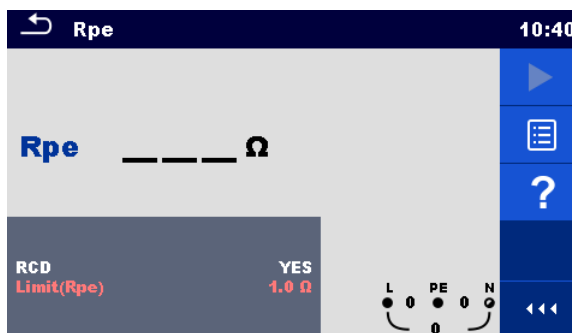 Rpe 10:40
Rpe ___ Ω
?
RCD YES
Limit(Rpe) 1.0 Ω
L PE N
0 0
0